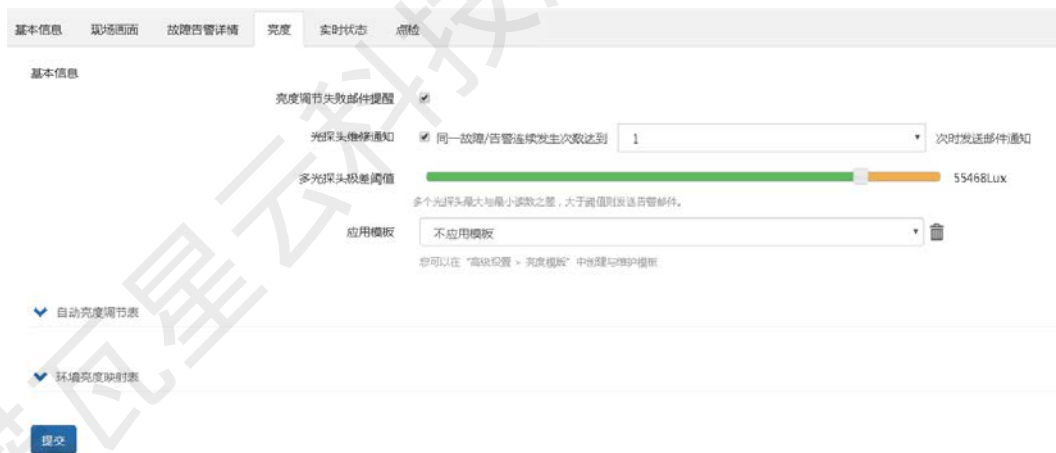 基本信息 现场画面 故障告警详情 亮度 实时状态 点检
基本信息
亮度调节失败邮件提醒
光探头维修通知 同一故障/告警连续发生次数达到 1 次时发送邮件通知
多光探头极差阈值 55468Lux
多个光探头最大与最小读数之差，大于阈值则发送告警邮件。
应用模板 不应用模板
您可以在“高级设置 > 亮度模板”中创建与维护模板
自动亮度调节表
环境亮度映射表
提交
瓦星云科技